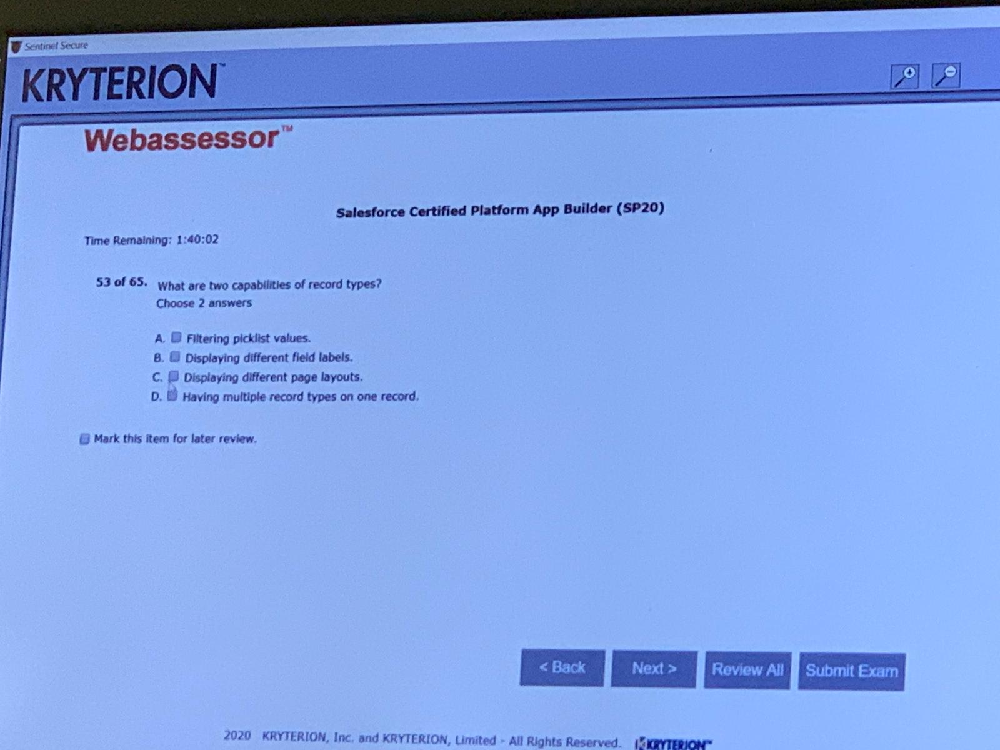 Sentinel Secure
KRYTERION™
Webassessor™
Salesforce Certified Platform App Builder (SP20)
Time Remaining: 1:40:02
53 of 65. What are two capabilities of record types?
Choose 2 answers
A. Filtering picklist values.
B. Displaying different field labels.
C. Displaying different page layouts.
D. Having multiple record types on one record.
Mark this item for later review.
< Back Next > Review All Submit Exam
2020 KRYTERION, Inc. and KRYTERION, Limited - All Rights Reserved. KRYTERION™